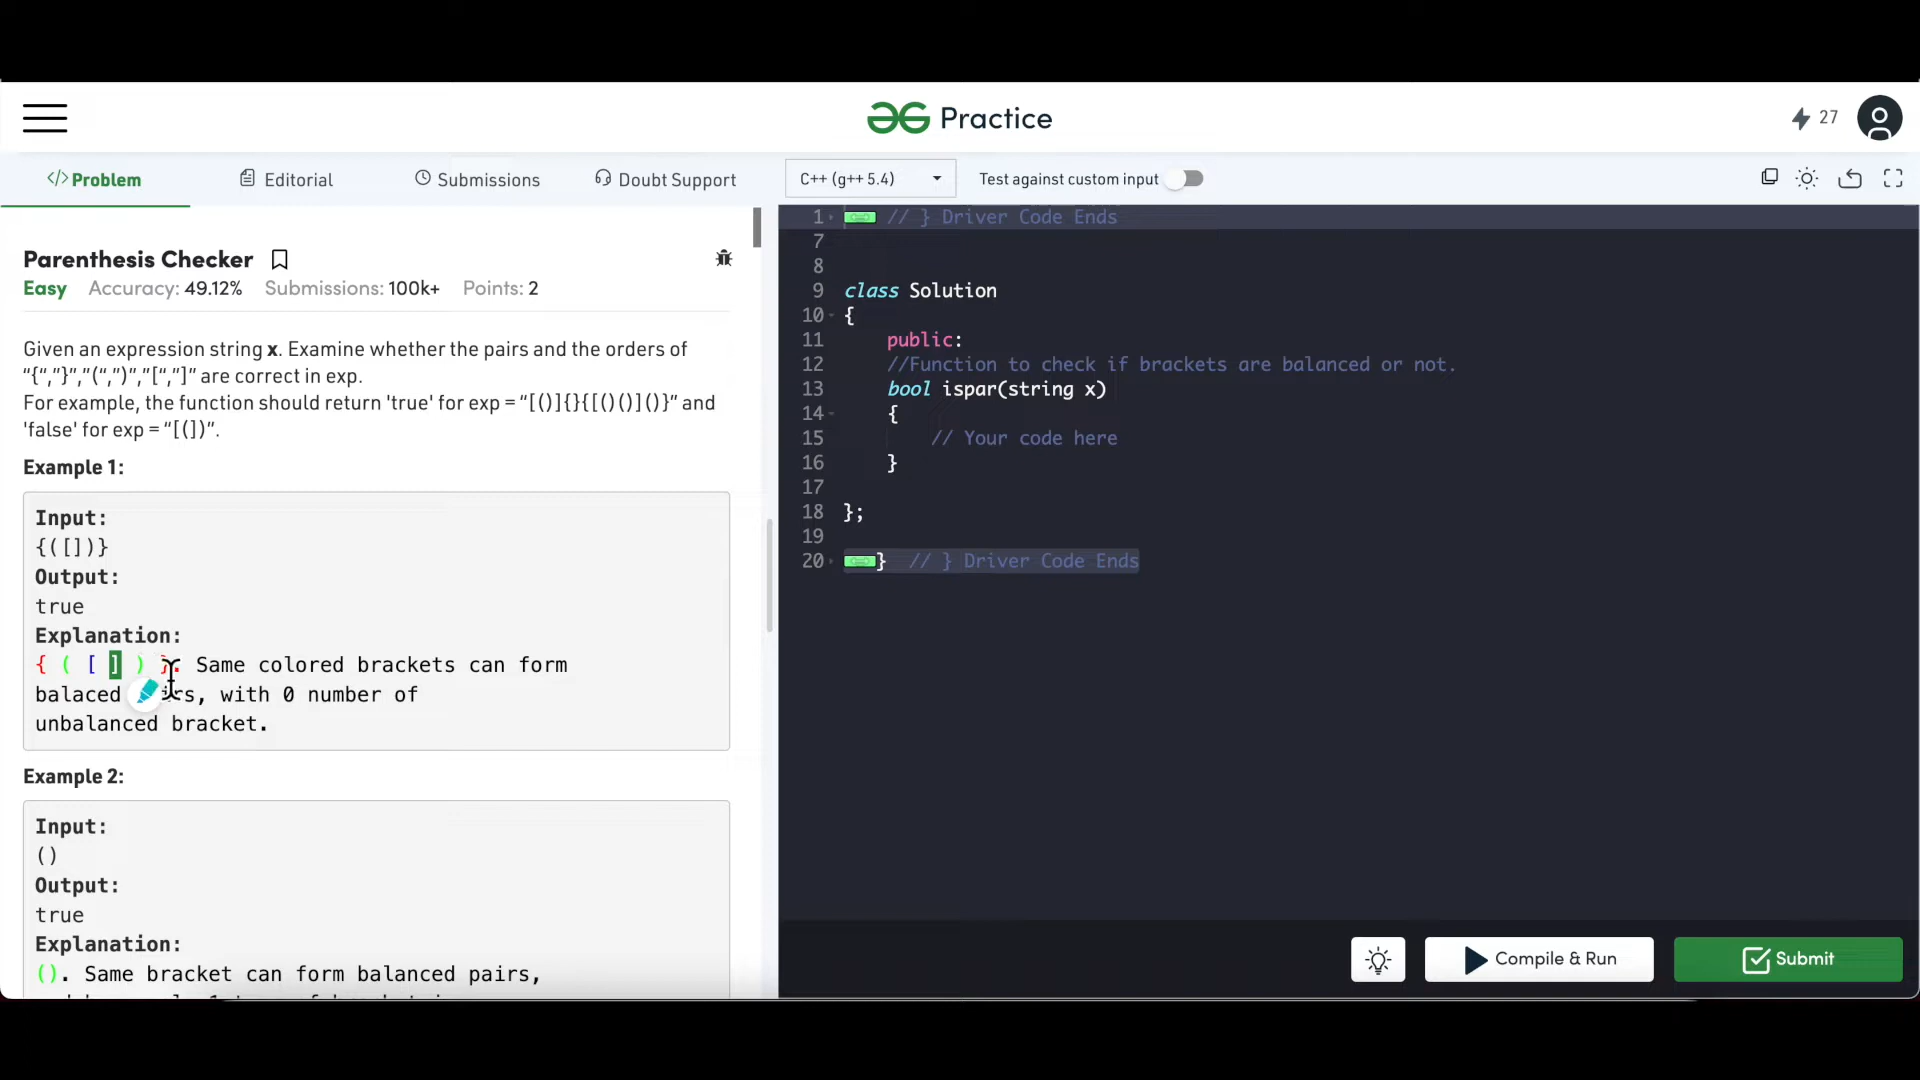 Practice
27
</> Problem
Editorial
Submissions
Doubt Support
C++ (g++ 5.4)
Test against custom input
Parenthesis Checker
Easy Accuracy: 49.12% Submissions: 100k+ Points: 2
Given an expression string x. Examine whether the pairs and the orders of
“{“,”}”,”(“,”)”,”[“,”]” are correct in exp.
For example, the function should return 'true' for exp = “[()]{}{[()()]()}” and
'false' for exp = “[(])”.
Example 1:
Input:
{([])}
Output:
true
Explanation:
{ ( [ ] ) }. Same colored brackets can form
balaced , with 0 number of
unbalanced bracket.
Example 2:
Input:
()
Output:
true
Explanation:
(). Same bracket can form balanced pairs,
1 // } Driver Code Ends
7
8
9 class Solution
10 {
11 public:
12 //Function to check if brackets are balanced or not.
13 bool ispar(string x)
14 {
15 // Your code here
16 }
17
18 };
19
20 } // } Driver Code Ends
Compile & Run
Submit